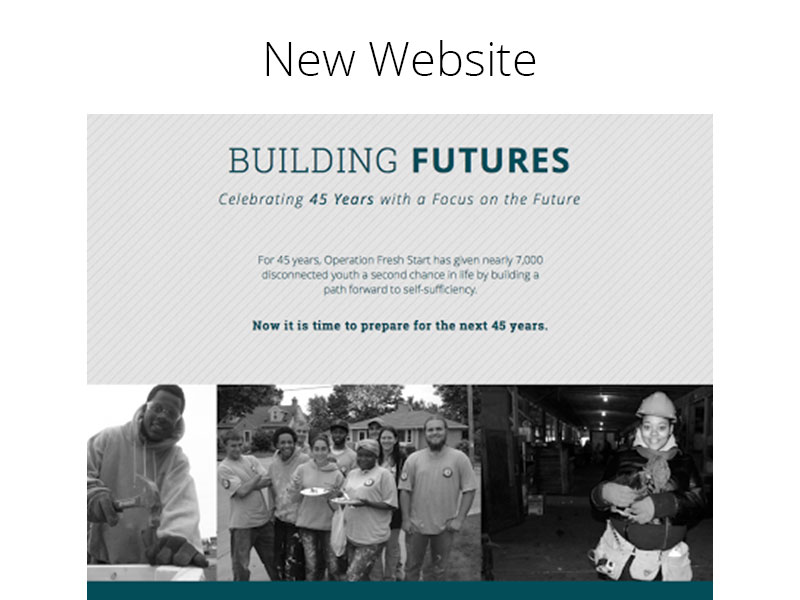 New Website
BUILDING FUTURES
Celebrating 45 Years with a Focus on the Future
For 45 years, Operation Fresh Start has given nearly 7,000
disconnected youth a second chance in life by building a
path forward to self-sufficiency.
Now it is time to prepare for the next 45 years.